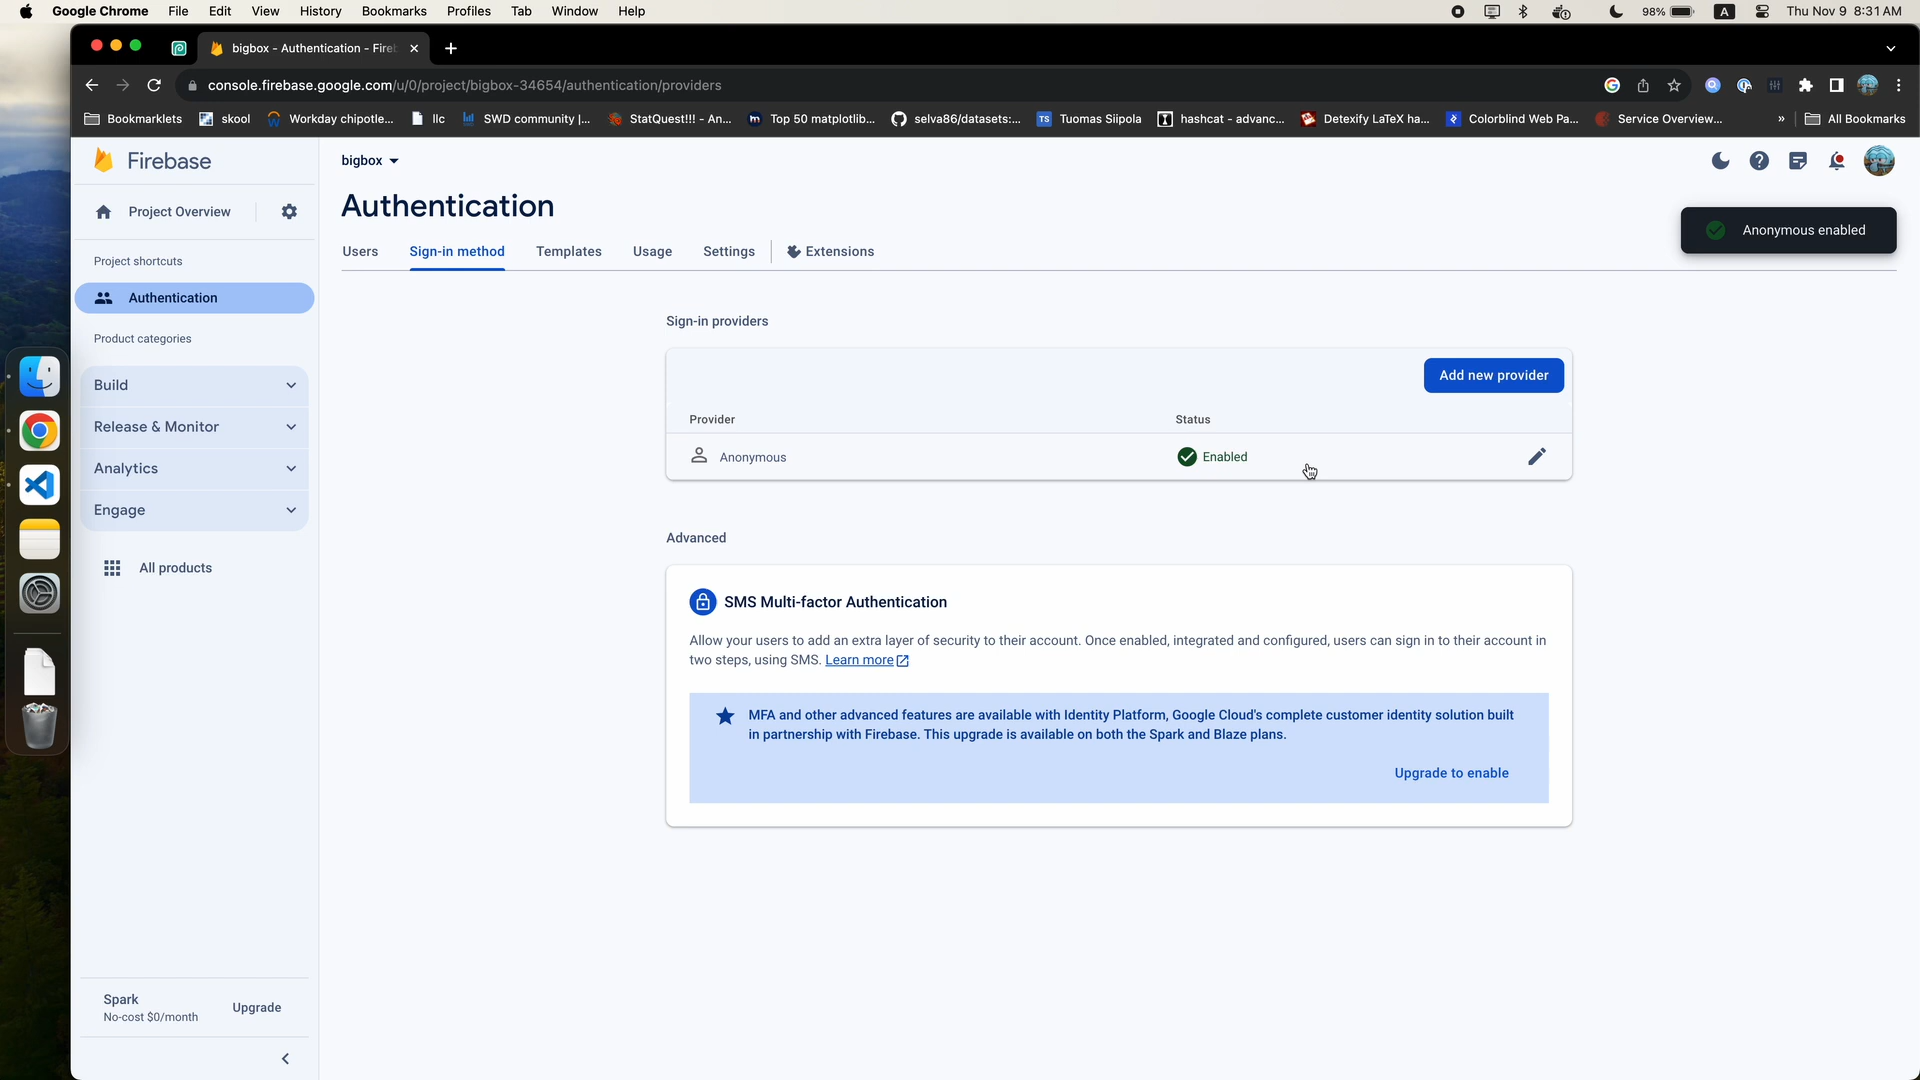 Google Chrome File Edit View History Bookmarks Profiles Tab Window Help 98% A Thu Nov 9 8:31 AM
bigbox - Authentication - Fire
console.firebase.google.com/u/0/project/bigbox-34654/authentication/providers
Bookmarklets skool Workday chipotle... llc SWD community |... StatQuest!!! - An... Top 50 matplotlib... selva86/datasets:... TS Tuomas Siipola hashcat - advanc... Detexify LaTeX ha... Colorblind Web Pa... Service Overview... » All Bookmarks
Firebase
bigbox
Project Overview
Authentication
Anonymous enabled
Users Sign-in method Templates Usage Settings Extensions
Project shortcuts
Authentication
Product categories
Build
Release & Monitor
Analytics
Engage
All products
Sign-in providers
Add new provider
Provider Status
Anonymous Enabled
Advanced
SMS Multi-factor Authentication
Allow your users to add an extra layer of security to their account. Once enabled, integrated and configured, users can sign in to their account in
two steps, using SMS. Learn more
MFA and other advanced features are available with Identity Platform, Google Cloud's complete customer identity solution built
in partnership with Firebase. This upgrade is available on both the Spark and Blaze plans.
Upgrade to enable
Spark
No-cost $0/month
Upgrade